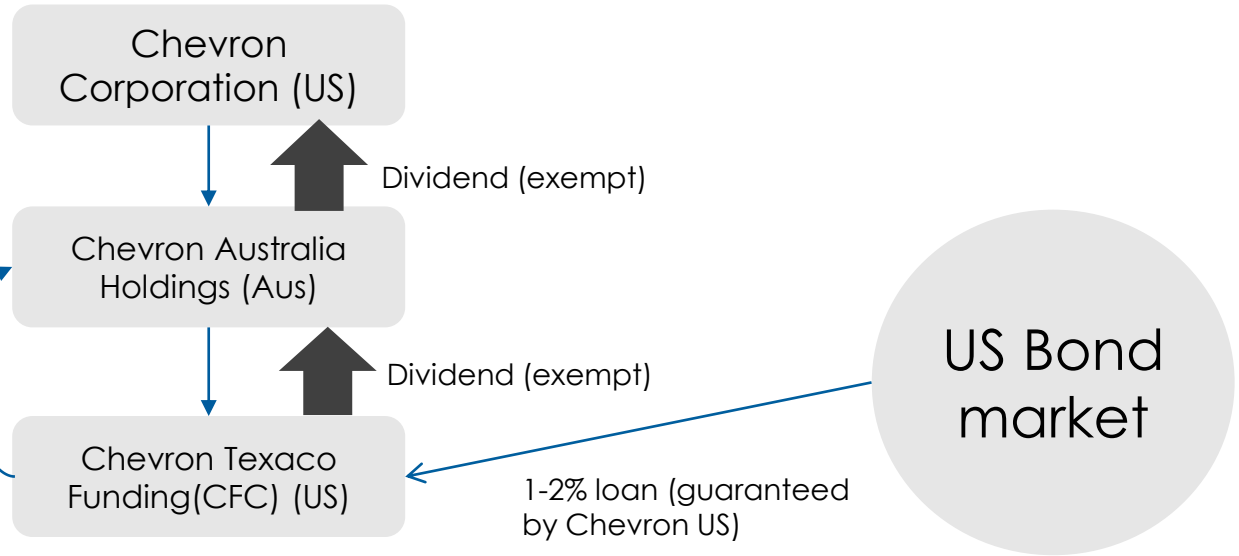 Chevron
Corporation (US)
Dividend (exempt)
Chevron Australia
Holdings (Aus)
Dividend (exempt)
US Bond
market
Chevron Texaco
Funding(CFC) (US)
1-2% loan (guaranteed
by Chevron US)